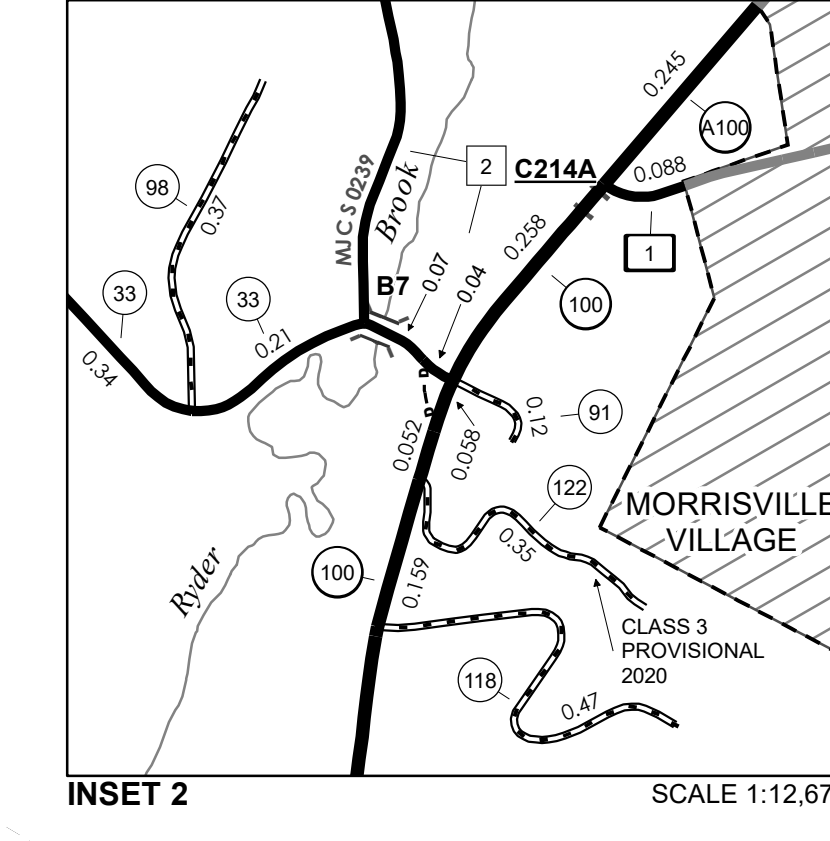 0.245
A100
2
C214A
0.088
98
0.37
MJ C S 0239
Brook
0.258
1
B7
0.07
0.04
33
33
100
0.21
0.34
D
D
0.12
91
0.052
0.058
122
MORRISVILLE
VILLAGE
0.35
Ryder
100
0.159
CLASS 3
PROVISIONAL
2020
118
0.47
INSET 2
SCALE 1:12,67